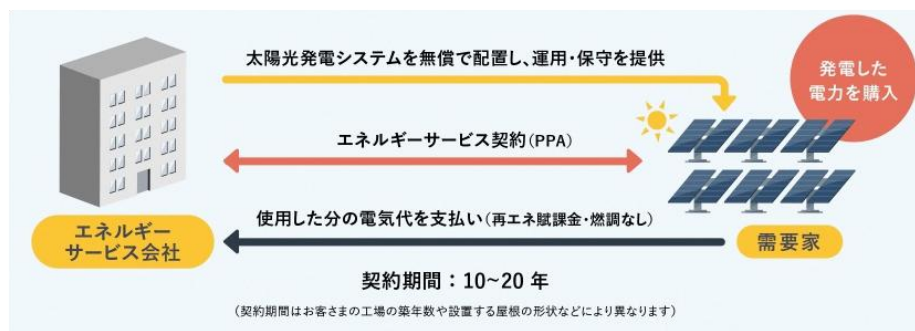 太陽光発電システムを無償で配置し、運用・保守を提供
発電した
電力を購入
エネルギーサービス契約(PPA)
使用した分の電気代を支払い(再エネ賦課金・燃調なし)
エネルギー
サービス会社
需要家
契約期間：10~20 年
(契約期間はお客さまの工場の築年数や設置する屋根の形状などにより異なります)